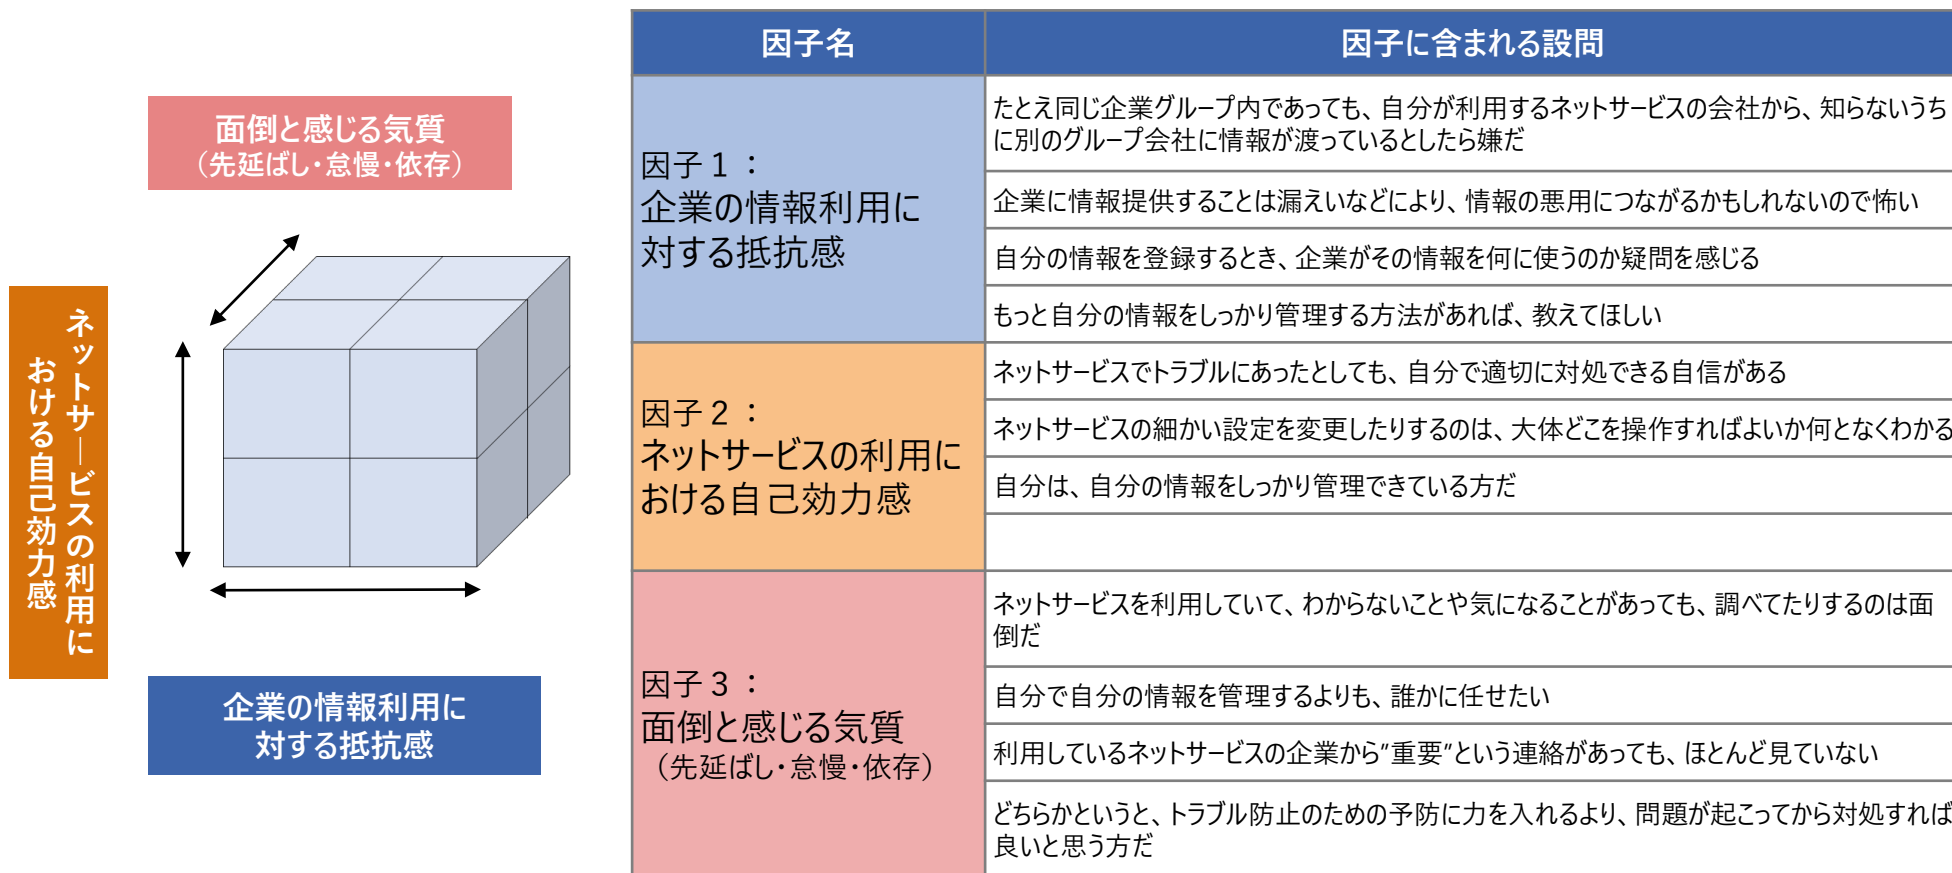 面倒と感じる気質
（先延ばし・怠慢・依存）
ネットサービスの利用に
おける自己効力感
企業の情報利用に
対する抵抗感
因子名
因子に含まれる設問
因子１：
企業の情報利用に
対する抵抗感
たとえ同じ企業グループ内であっても、自分が利用するネットサービスの会社から、知らないうち
に別のグループ会社に情報が渡っているとしたら嫌だ
企業に情報提供することは漏えいなどにより、情報の悪用につながるかもしれないので怖い
自分の情報を登録するとき、企業がその情報を何に使うのか疑問を感じる
もっと自分の情報をしっかり管理する方法があれば、教えてほしい
因子２：
ネットサービスの利用に
おける自己効力感
ネットサービスでトラブルにあったとしても、自分で適切に対処できる自信がある
ネットサービスの細かい設定を変更したりするのは、大体どこを操作すればよいか何となくわかる
自分は、自分の情報をしっかり管理できている方だ
因子３：
面倒と感じる気質
（先延ばし・怠慢・依存）
ネットサービスを利用していて、わからないことや気になることがあっても、調べてたりするのは面
倒だ
自分で自分の情報を管理するよりも、誰かに任せたい
利用しているネットサービスの企業から”重要”という連絡があっても、ほとんど見ていない
どちらかというと、トラブル防止のための予防に力を入れるより、問題が起こってから対処すれば
良いと思う方だ